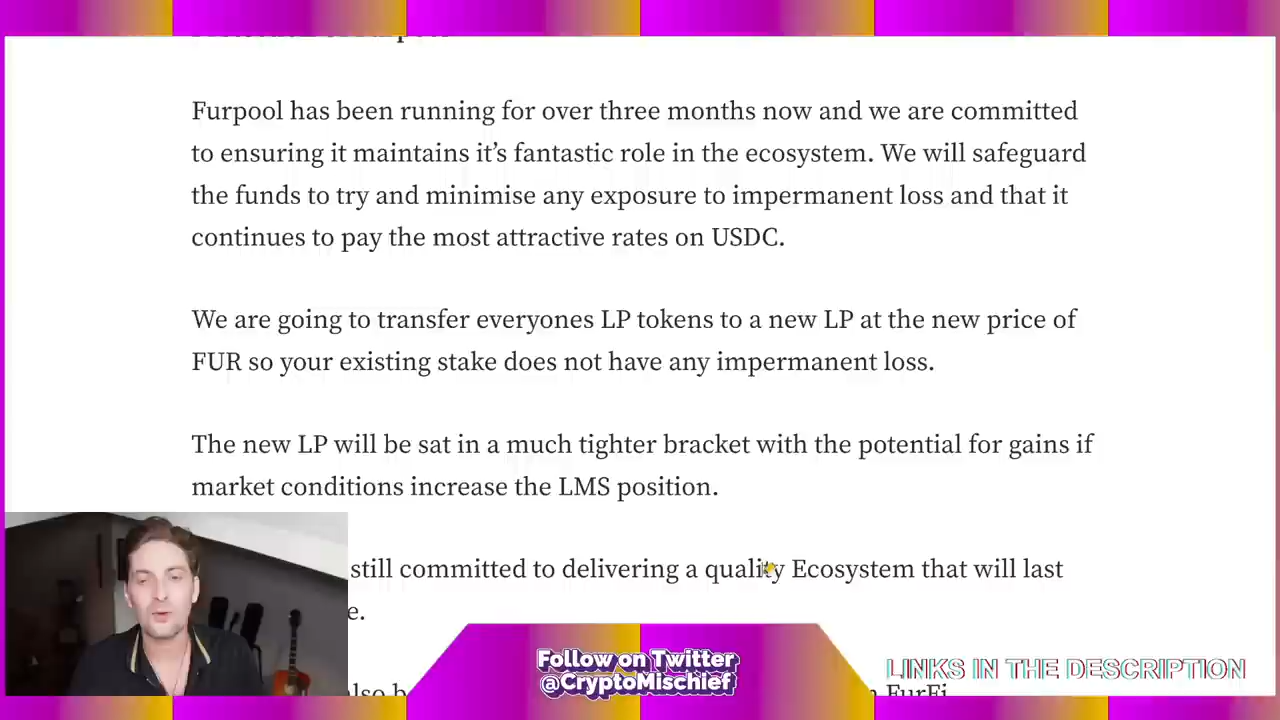 Furpool has been running for over three months now and we are committed
to ensuring it maintains it's fantastic role in the ecosystem. We will safeguard
the funds to try and minimise any exposure to impermanent loss and that it
continues to pay the most attractive rates on USDC.
We are going to transfer everyones LP tokens to a new LP at the new price of
FUR so your existing stake does not have any impermanent loss.
The new LP will be sat in a much tighter bracket with the potential for gains if
market conditions increase the LMS position.
still committed to delivering a quality Ecosystem that will last
e.
FurFi
Follow on Twitter
@CryptoMischief
LINKS IN THE DESCRIPTION